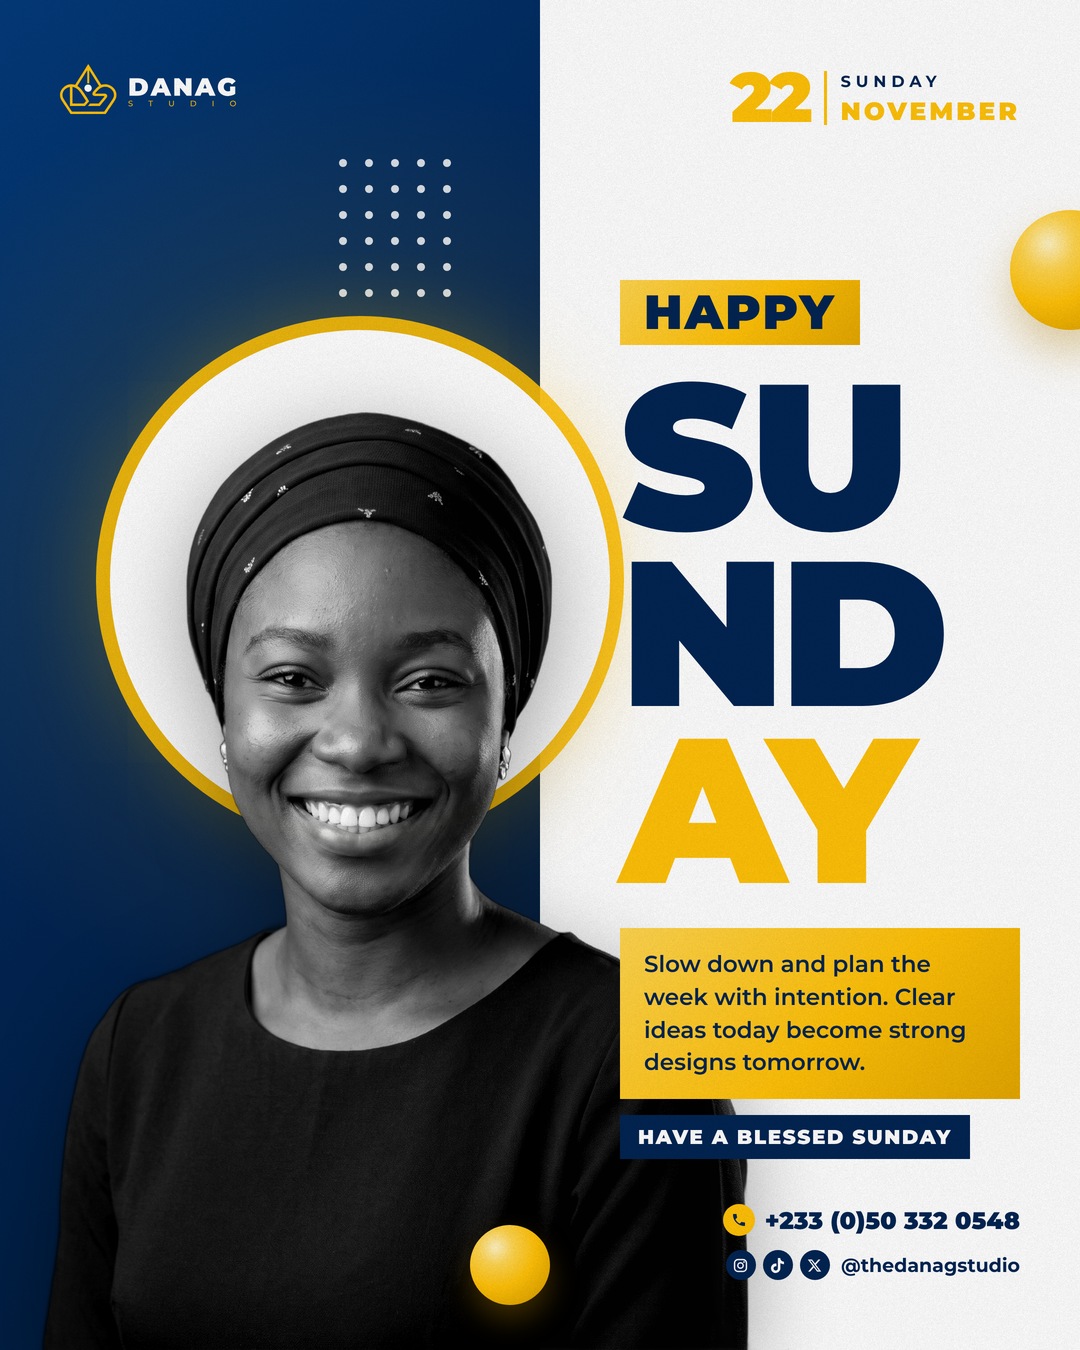 DANAG
STUDIO
22
SUNDAY
NOVEMBER
HAPPY
SU
ND
AY
Slow down and plan the
week with intention. Clear
ideas today become strong
designs tomorrow.
HAVE A BLESSED SUNDAY
+233 (0)50 332 0548
@thedanagstudio